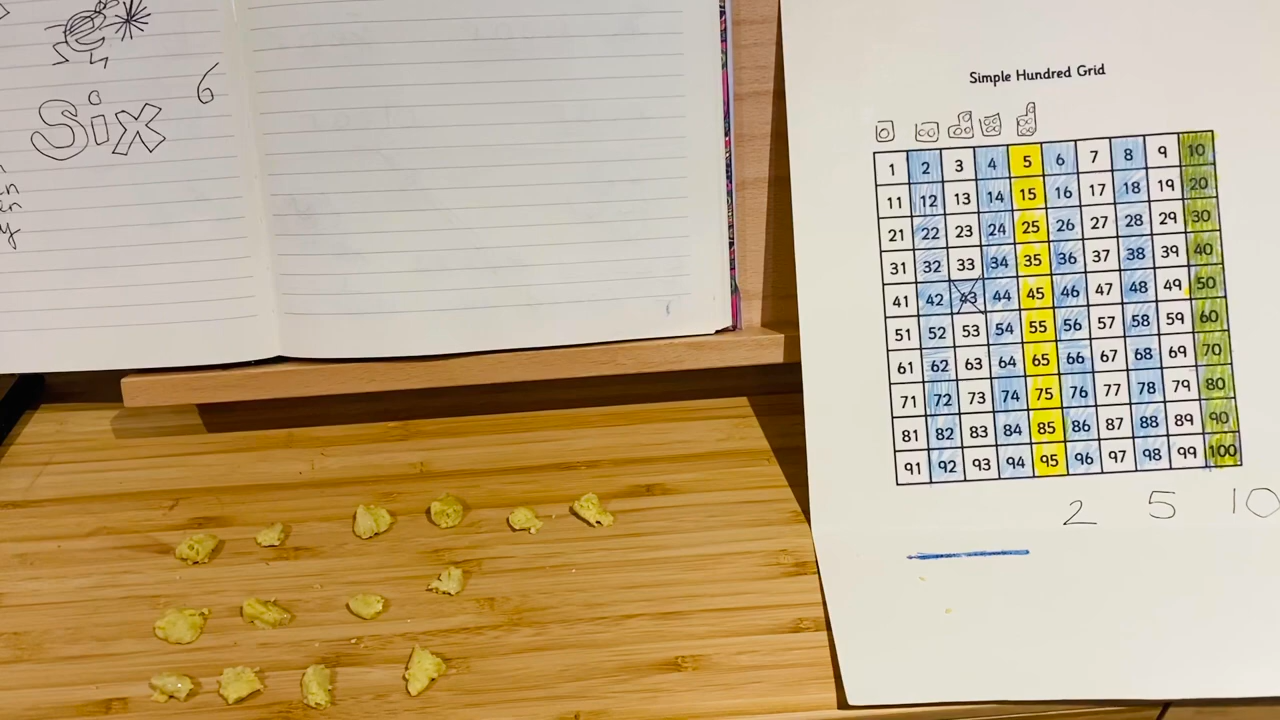 6
Six
Simple Hundred Grid
1 2 3 4 5 6 7 8 9 10
11 12 13 14 15 16 17 18 19 20
21 22 23 24 25 26 27 28 29 30
31 32 33 34 35 36 37 38 39 40
41 42 43 44 45 46 47 48 49 50
51 52 53 54 55 56 57 58 59 60
61 62 63 64 65 66 67 68 69 70
71 72 73 74 75 76 77 78 79 80
81 82 83 84 85 86 87 88 89 90
91 92 93 94 95 96 97 98 99 100
2 5 10